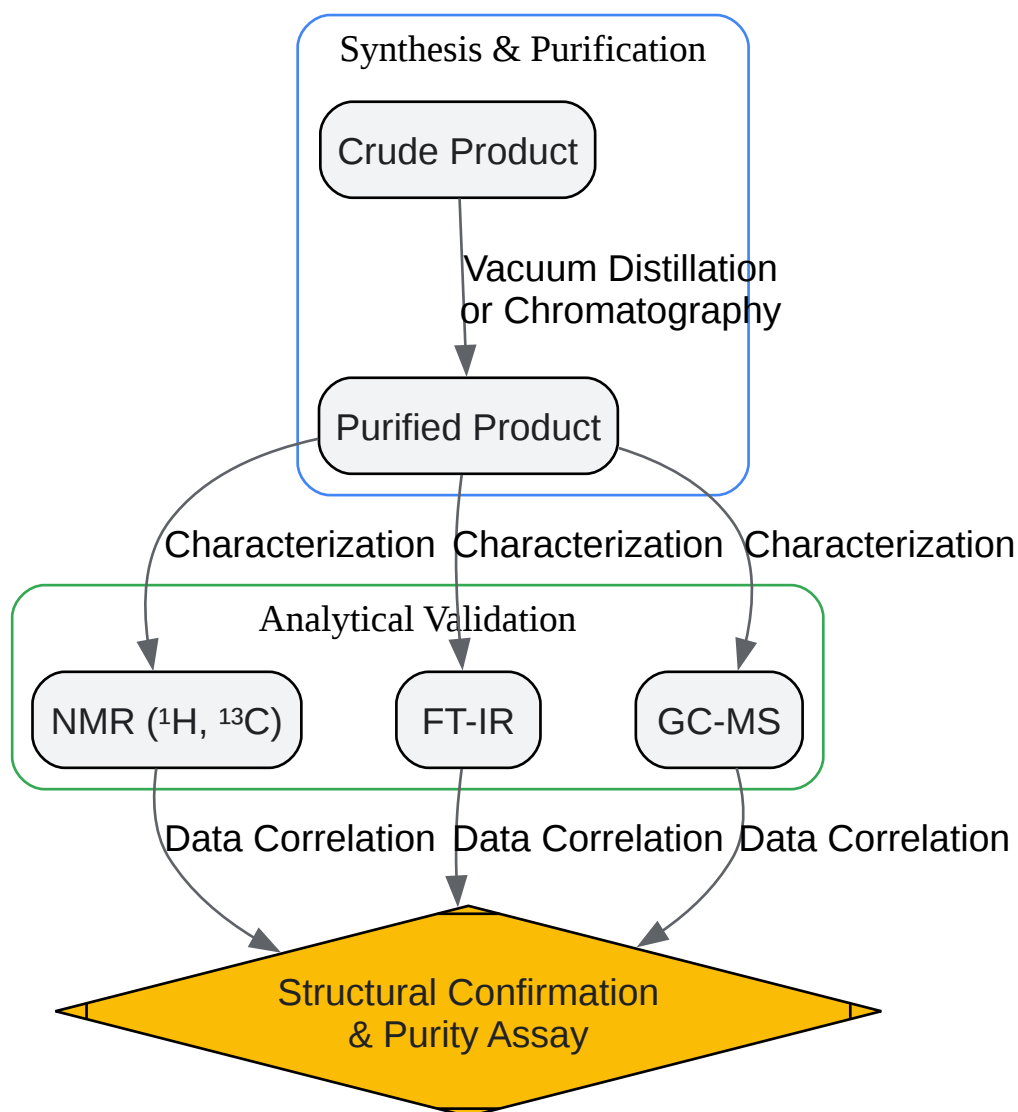 Synthesis & Purification
Crude Product
Vacuum Distillation
or Chromatography
Purified Product
Characterization
Characterization
Characterization
Analytical Validation
NMR (¹H, ¹³C)
FT-IR
GC-MS
Data Correlation
Data Correlation
Data Correlation
Structural Confirmation
& Purity Assay